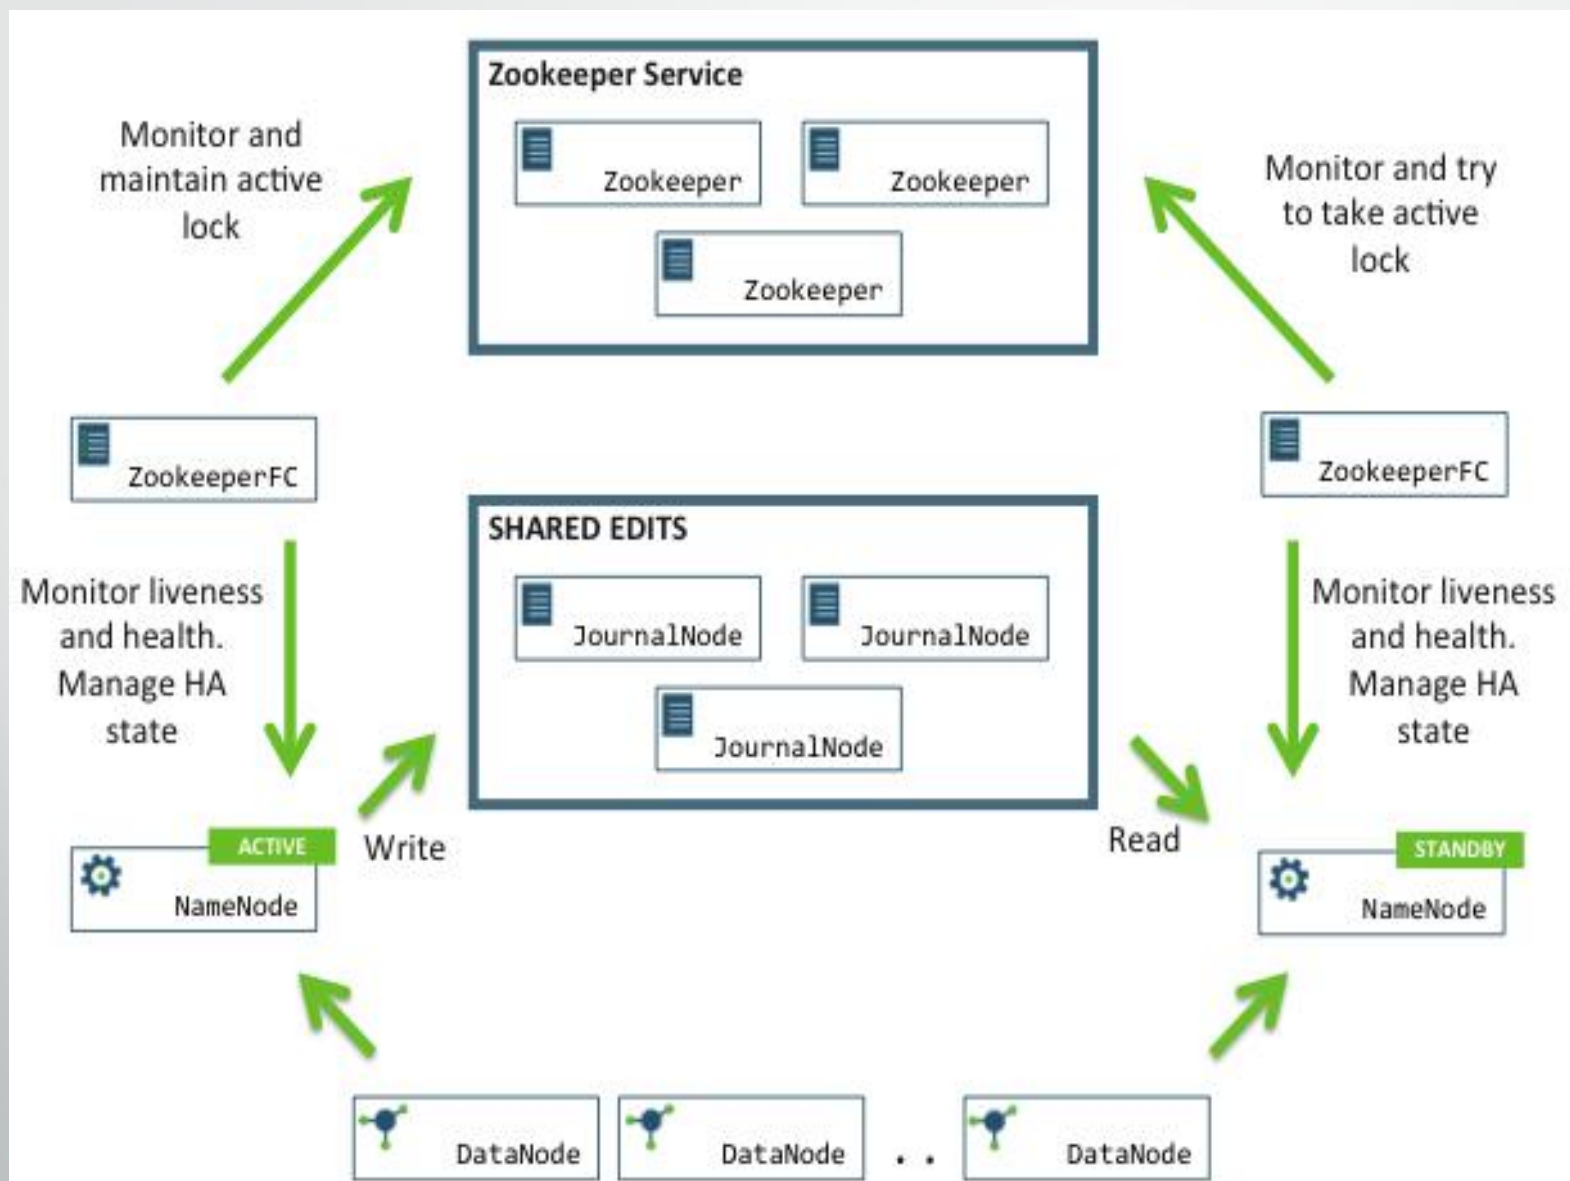 Zookeeper Service
Zookeeper
Zookeeper
Zookeeper
Monitor and
maintain active
lock
Monitor and try
to take active
lock
ZookeeperFC
ZookeeperFC
SHARED EDITS
JournalNode
JournalNode
JournalNode
Monitor liveness
and health.
Manage HA
state
Monitor liveness
and health.
Manage HA
state
ACTIVE
NameNode
Write
Read
STANDBY
NameNode
DataNode
DataNode
. .
DataNode